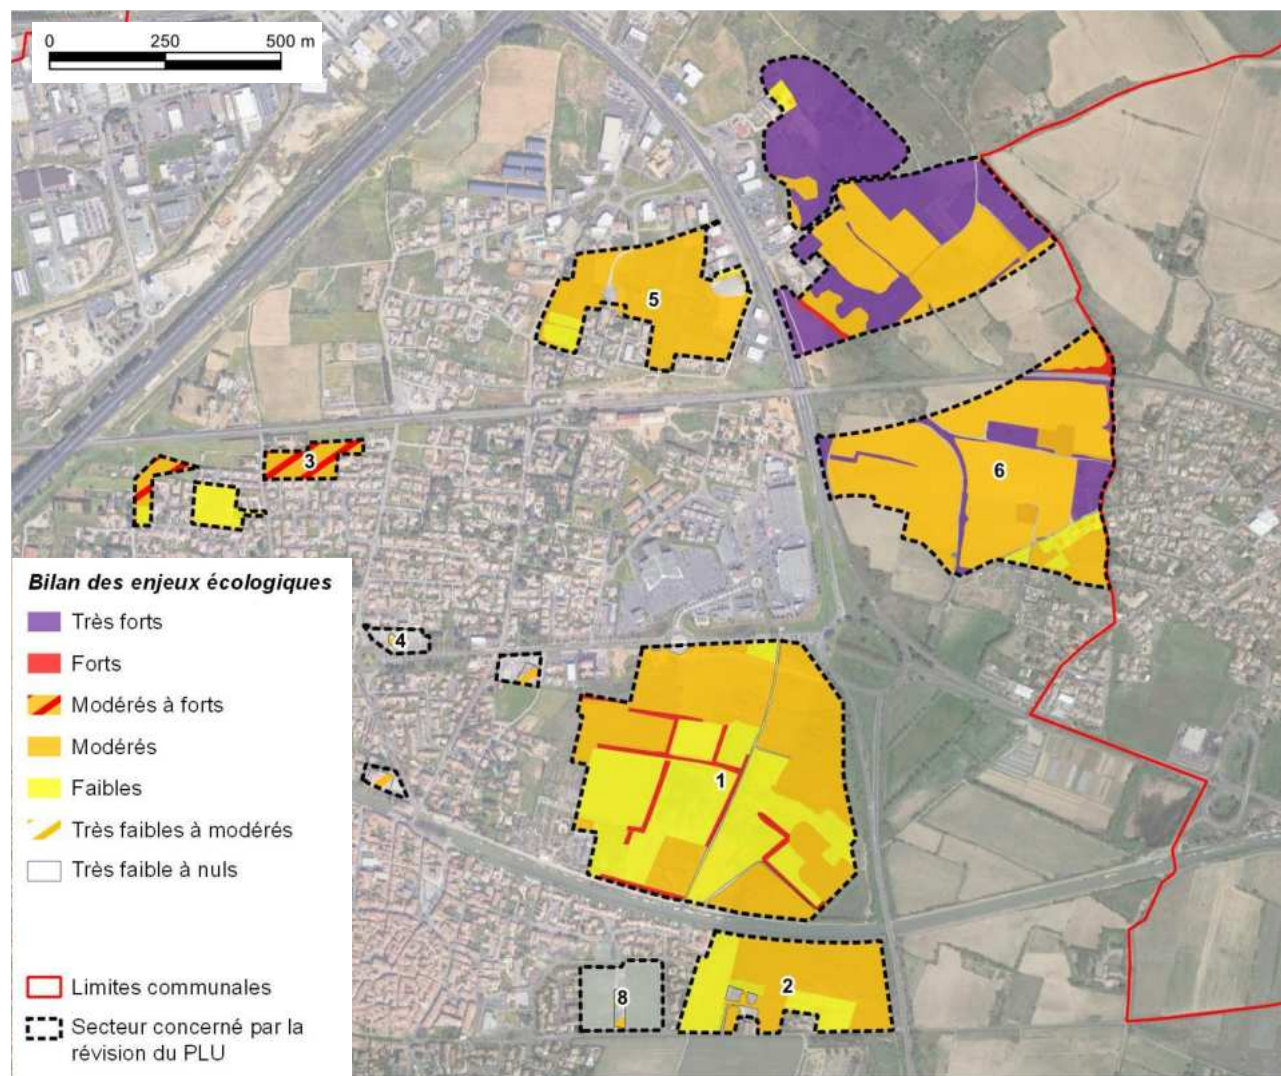 0 250 500 m
5
3
6
4
1
2
8
Bilan des enjeux écologiques
Très forts
Forts
Modérés à forts
Modérés
Faibles
Très faibles à modérés
Très faible à nuls
Limites communales
Secteur concerné par la
révision du PLU